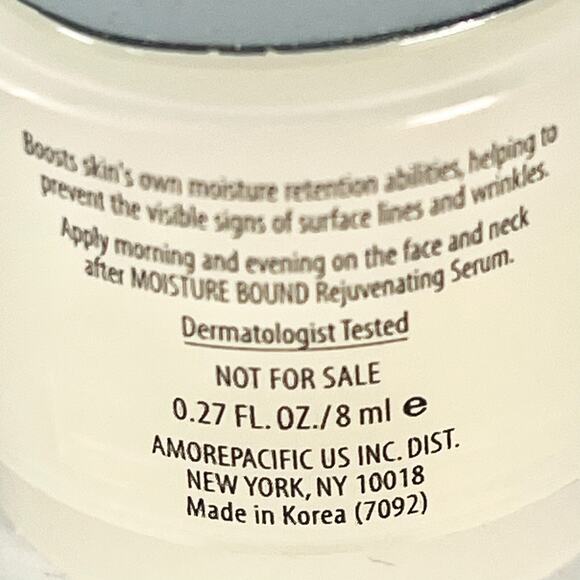 Boosts skin's own moisture retention abilities, helping to
prevent the visible signs of surface lines and wrinkles.
Apply morning and evening on the face and neck
after MOISTURE BOUND Rejuvenating Serum.
Dermatologist Tested
NOT FOR SALE
0.27 FL. OZ./8 ml e
AMOREPACIFIC US INC. DIST.
NEW YORK, NY 10018
Made in Korea (7092)